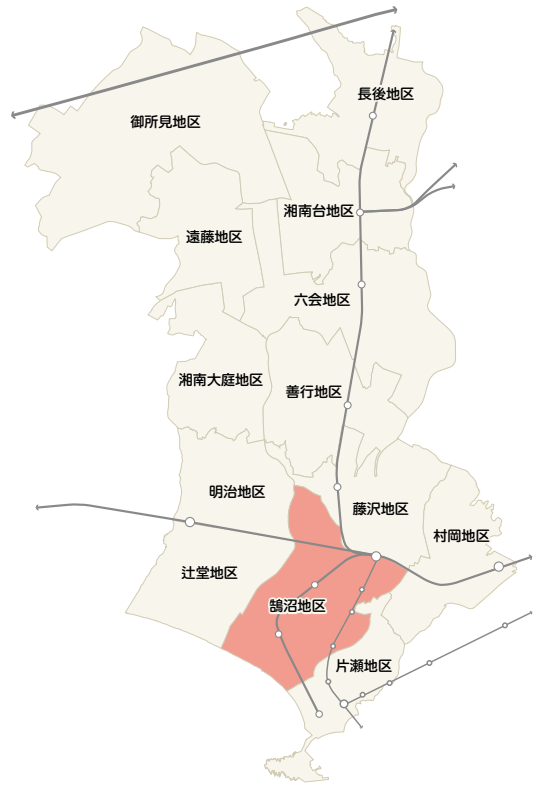 長後地区
御所見地区
湘南台地区
遠藤地区
六会地区
湘南大庭地区
善行地区
明治地区
藤沢地区
村岡地区
辻堂地区
鵠沼地区
片瀬地区